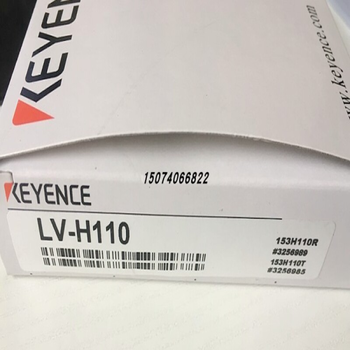 KEYENCE
www.keyence.com
15074066822
KEYENCE
LV-H110
153H110R
#3256989
153H110T
#3256985